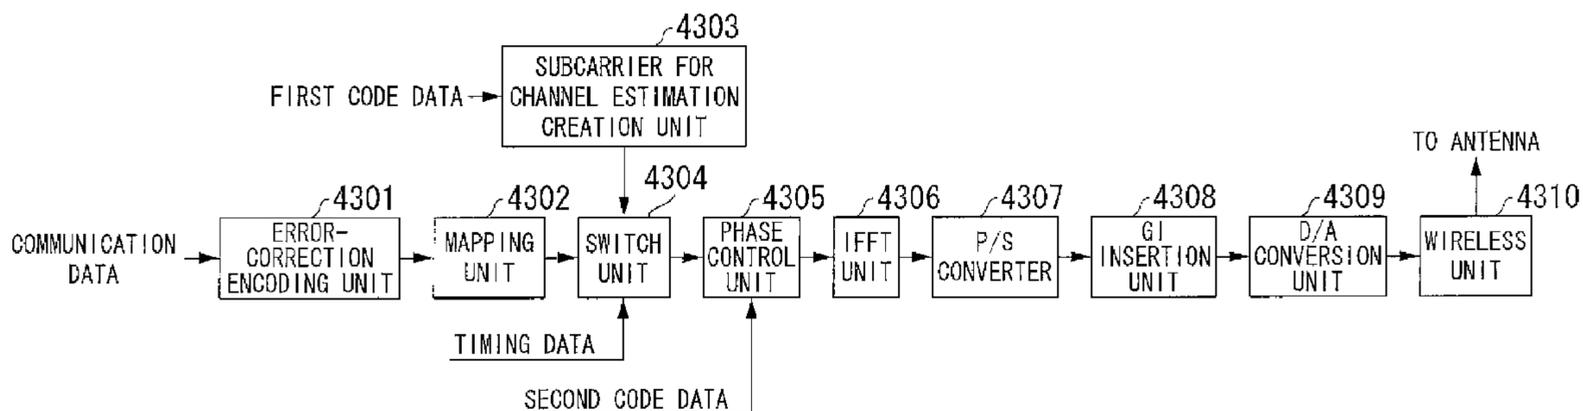 4303
SUBCARRIER FOR
CHANNEL ESTIMATION
CREATION UNIT
FIRST CODE DATA
TO ANTENNA
4301
4302
4304
4305
4306
4307
4308
4309
4310
COMMUNICATION
DATA
ERROR-
CORRECTION
ENCODING UNIT
MAPPING
UNIT
SWITCH
UNIT
PHASE
CONTROL
UNIT
IFFT
UNIT
P/S
CONVERTER
GI
INSERTION
UNIT
D/A
CONVERSION
UNIT
WIRELESS
UNIT
TIMING DATA
SECOND CODE DATA